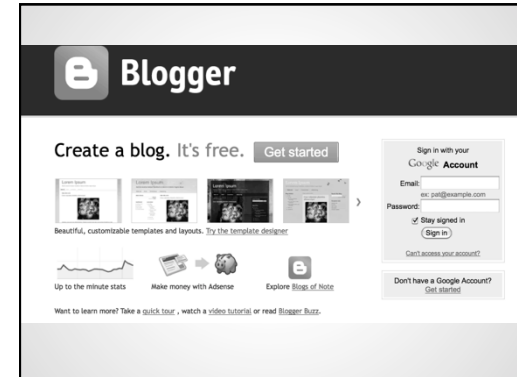 Blogger
Create a blog. It's free. Get started
Beautiful, customizable templates and layouts. Try the template designer
Up to the minute stats
Make money with Adsense
Explore Blogs of Note
Want to learn more? Take a quick tour , watch a video tutorial or read Blogger Buzz.
Sign in with your
Google Account
Email:
ex: pat@example.com
Password:
Stay signed in
Sign in
Can't access your account?
Don't have a Google Account?
Get started